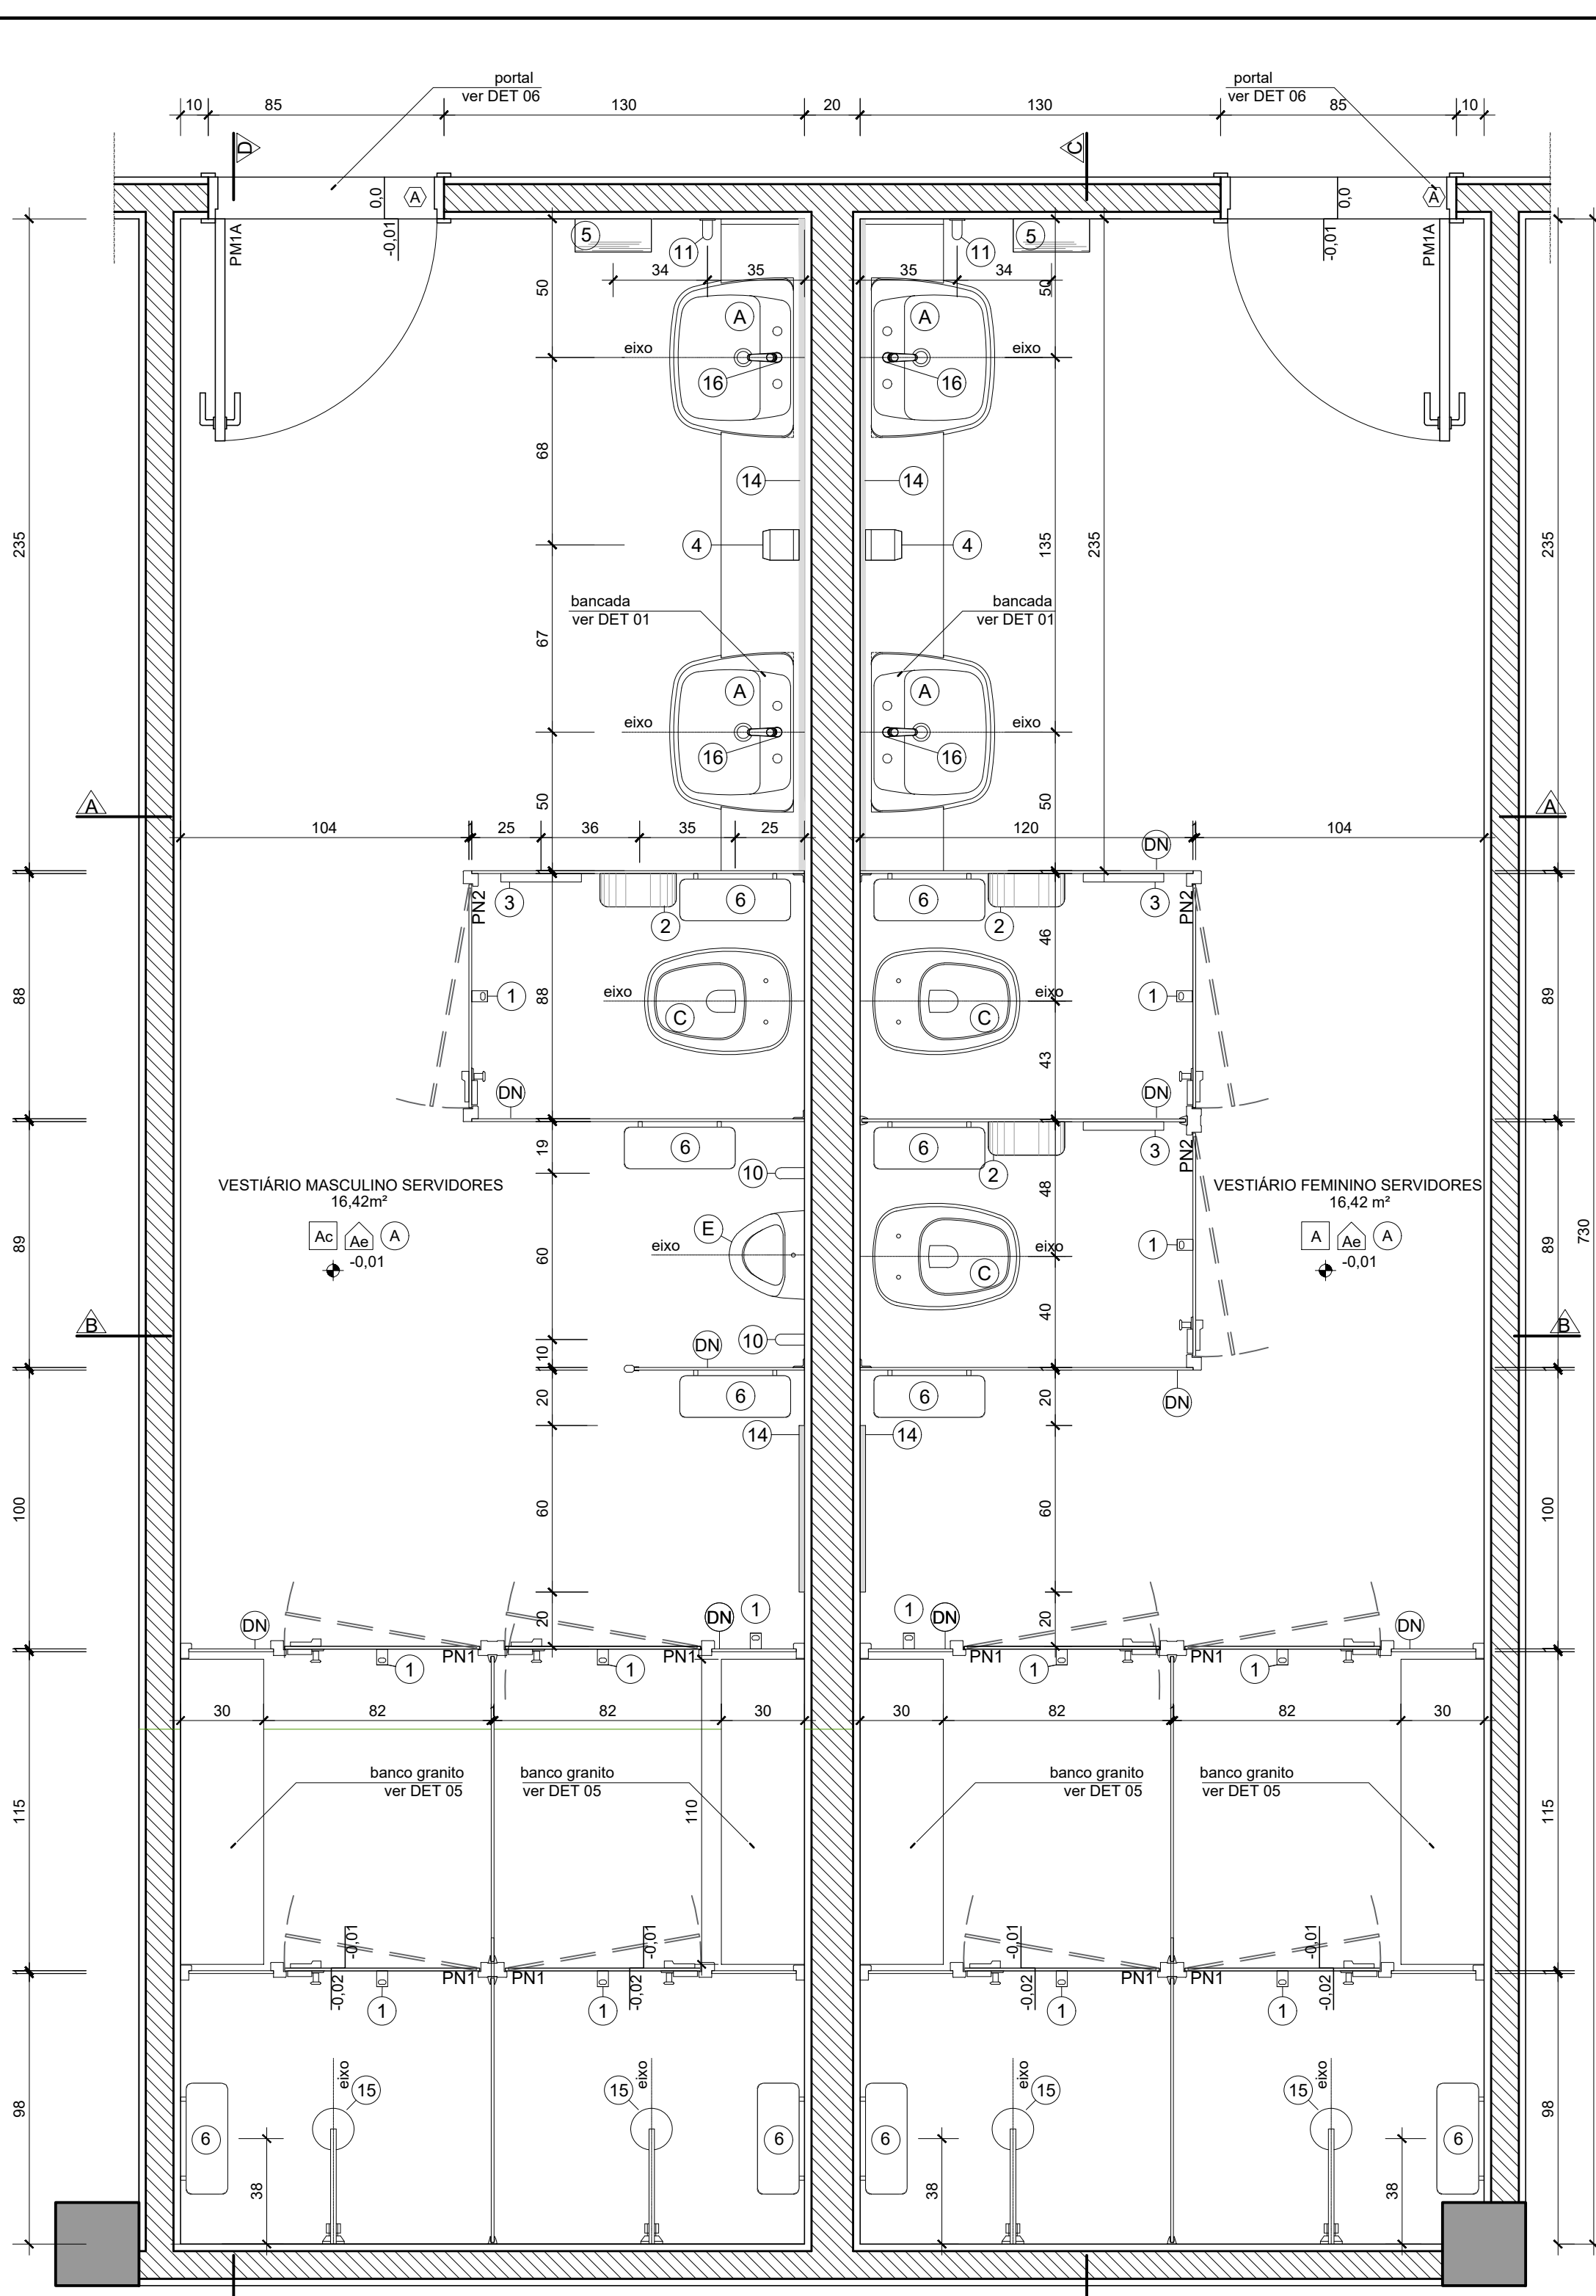 portal
ver DET 06
portal
ver DET 06
10
85
130
20
130
85
10
D
C
0,0
A
-0,01
PM1A
0,0
A
-0,01
PM1A
5
11
11
5
34
35
35
34
50
50
A
A
eixo
eixo
16
16
68
14
14
235
4
4
135
235
235
bancada
ver DET 01
bancada
ver DET 01
67
A
A
eixo
eixo
16
16
50
50
A
A
104
25
36
35
25
120
104
DN
3
2
6
6
2
3
PN2
PN2
46
88
1
88
eixo
C
C
eixo
1
89
43
DN
DN
19
6
6
2
3
PN2
10
48
VESTIÁRIO MASCULINO SERVIDORES
16,42m²
VESTIÁRIO FEMININO SERVIDORES
16,42 m²
Ac
Ae
A
-0,01
A
Ae
A
-0,01
89
60
eixo
E
eixo
C
1
89
730
40
B
B
10
10
DN
DN
20
6
6
20
14
14
100
60
60
100
20
20
DN
DN
1
1
DN
DN
1
PN1
1
PN1
PN1
1
PN1
1
30
82
82
30
30
82
82
30
banco granito
ver DET 05
banco granito
ver DET 05
banco granito
ver DET 05
banco granito
ver DET 05
115
110
115
-0,01
-0,01
-0,01
-0,01
-0,02
-0,02
-0,02
-0,02
1
PN1
PN1
1
1
PN1
PN1
1
eixo
eixo
eixo
eixo
15
15
15
15
98
98
6
6
6
6
38
38
38